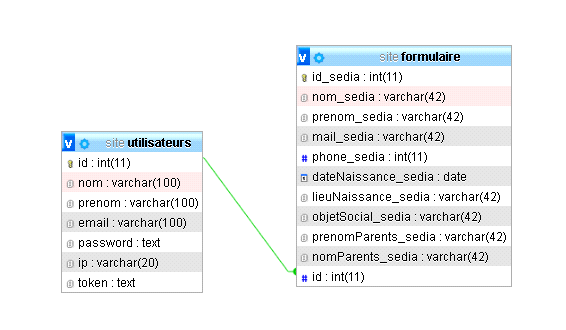 v site utilisateurs
id : int(11)
nom : varchar(100)
prenom : varchar(100)
email : varchar(100)
password : text
ip : varchar(20)
token : text
v site formulaire
id_sedia : int(11)
nom_sedia : varchar(42)
prenom_sedia : varchar(42)
mail_sedia : varchar(42)
# phone_sedia : int(11)
dateNaissance_sedia : date
lieuNaissance_sedia : varchar(42)
objetSocial_sedia : varchar(42)
prenomParents_sedia : varchar(42)
nomParents_sedia : varchar(42)
# id : int(11)